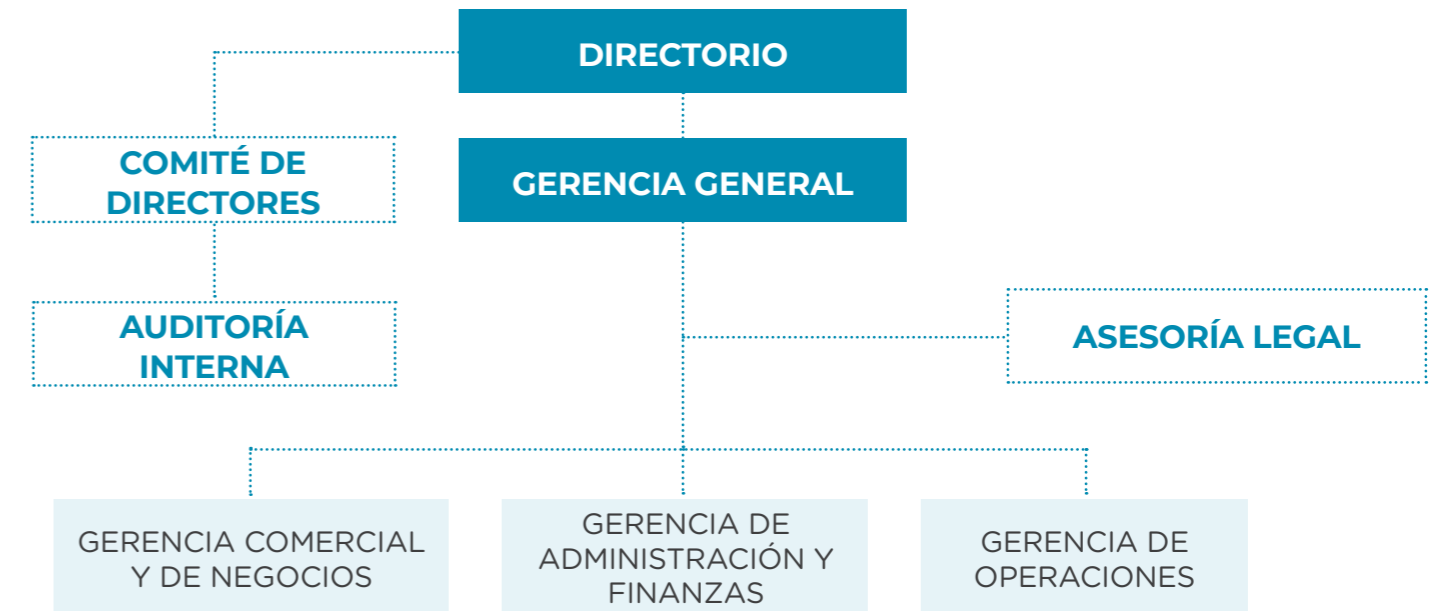 DIRECTORIO
COMITÉ DE
DIRECTORES
GERENCIA GENERAL
AUDITORÍA
INTERNA
ASESORÍA LEGAL
GERENCIA COMERCIAL
Y DE NEGOCIOS
GERENCIA DE
ADMINISTRACIÓN Y
FINANZAS
GERENCIA DE
OPERACIONES